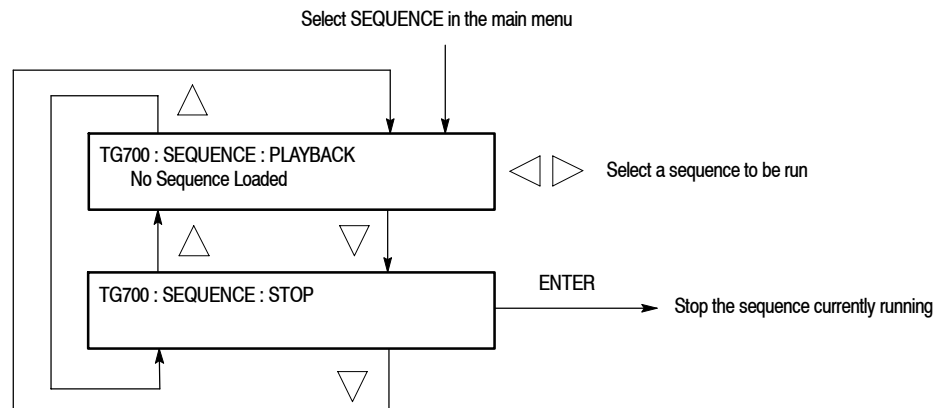 Select SEQUENCE in the main menu
TG700 : SEQUENCE : PLAYBACK
No Sequence Loaded
Select a sequence to be run
TG700 : SEQUENCE : STOP
ENTER
Stop the sequence currently running